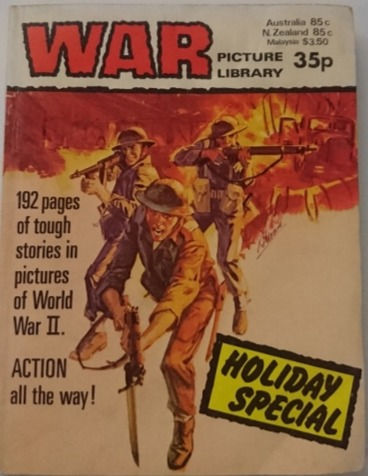 WAR
PICTURE
LIBRARY
Australia 85c
N.Zealand 85c
Malaysia $3.50
35p
192 pages
of tough
stories in
pictures
of World
War II.
ACTION
all the way!
HOLIDAY
SPECIAL